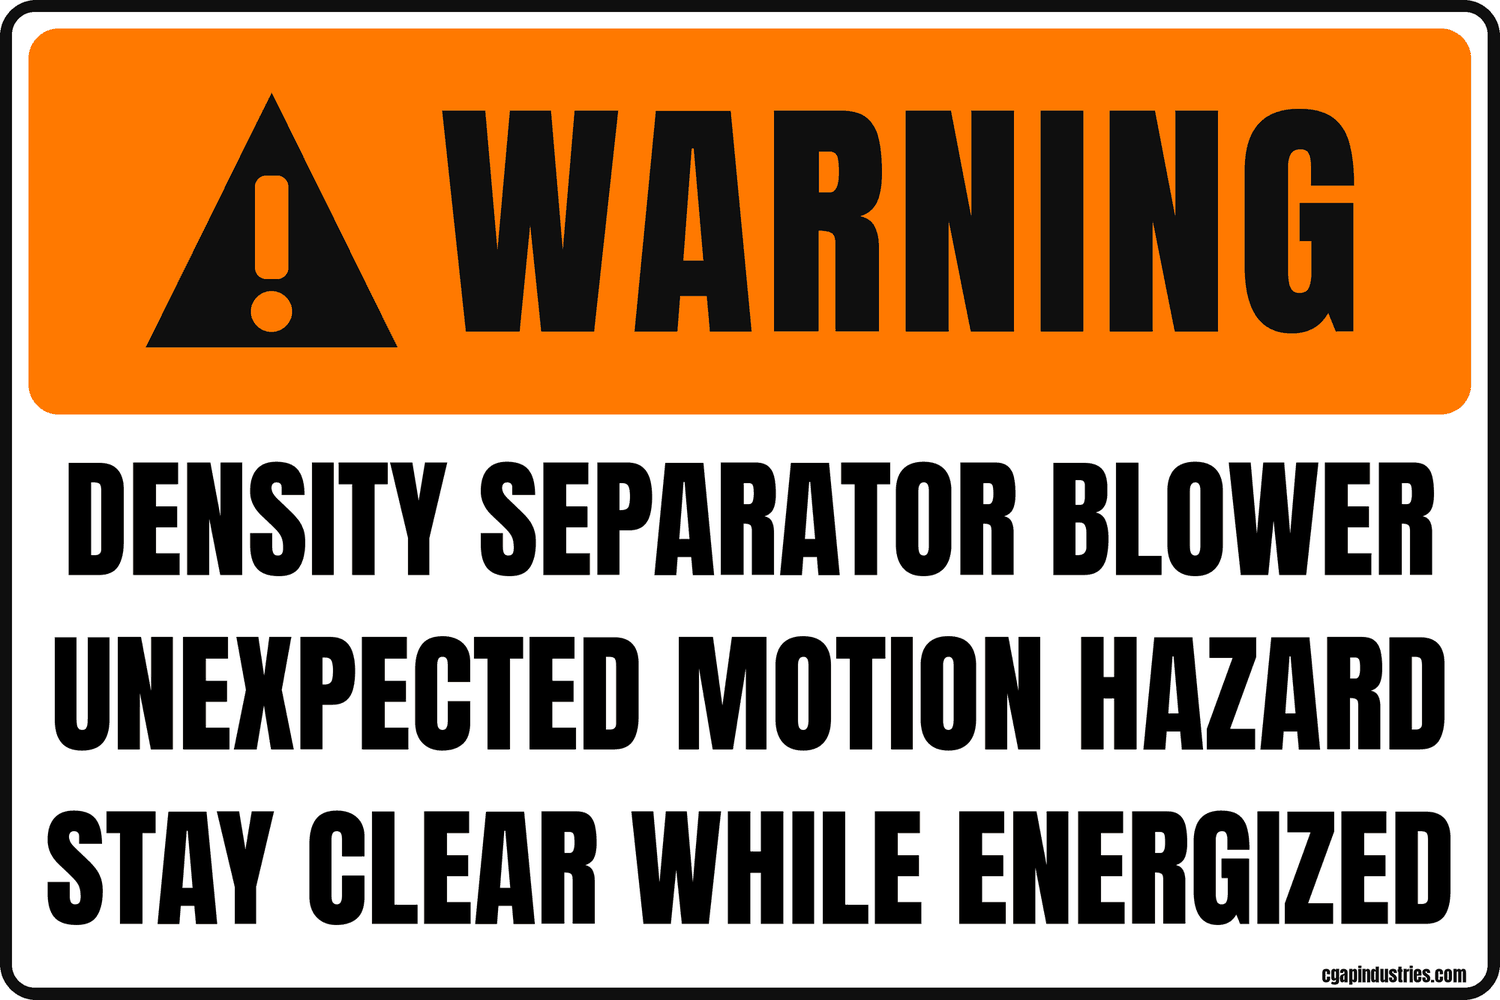 WARNING
DENSITY SEPARATOR BLOWER
UNEXPECTED MOTION HAZARD
STAY CLEAR WHILE ENERGIZED
cgapindustries.com